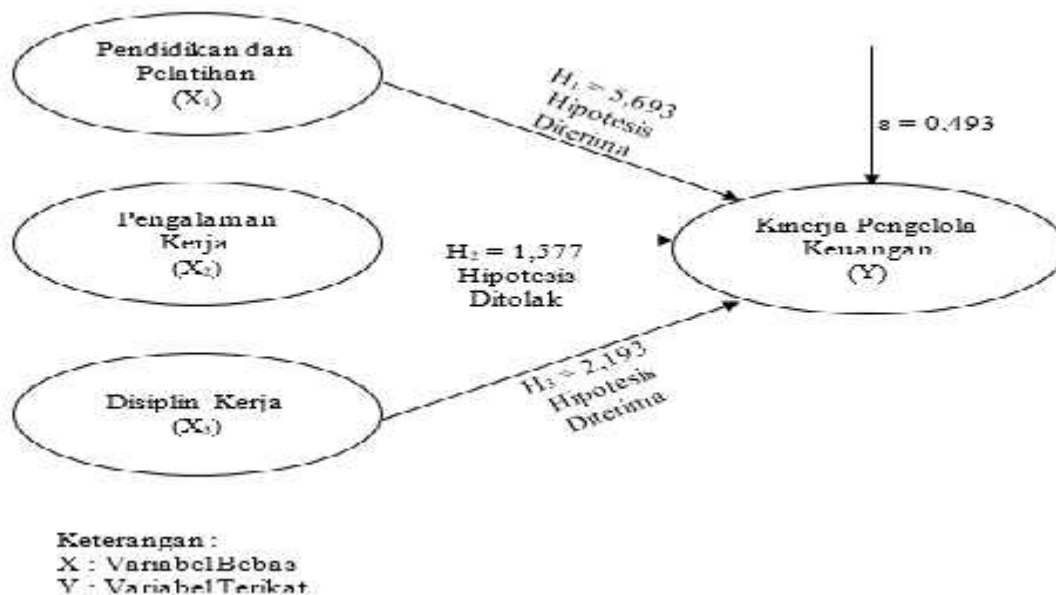 Pendidikan dan
Pelatihan
(X₁)
H₁ = 5,693
Hipotesis
Diterima
ε = 0,493
Pengalaman
Kerja
(X₂)
H₂ = 1,377
Hipotesis
Ditolak
Kinerja Pengelola
Keuangan
(Y)
Disiplin Kerja
(X₃)
H₃ = 2,193
Hipotesis
Diterima
Keterangan :
X : Variabel Bebas
Y : Variabel Terikat